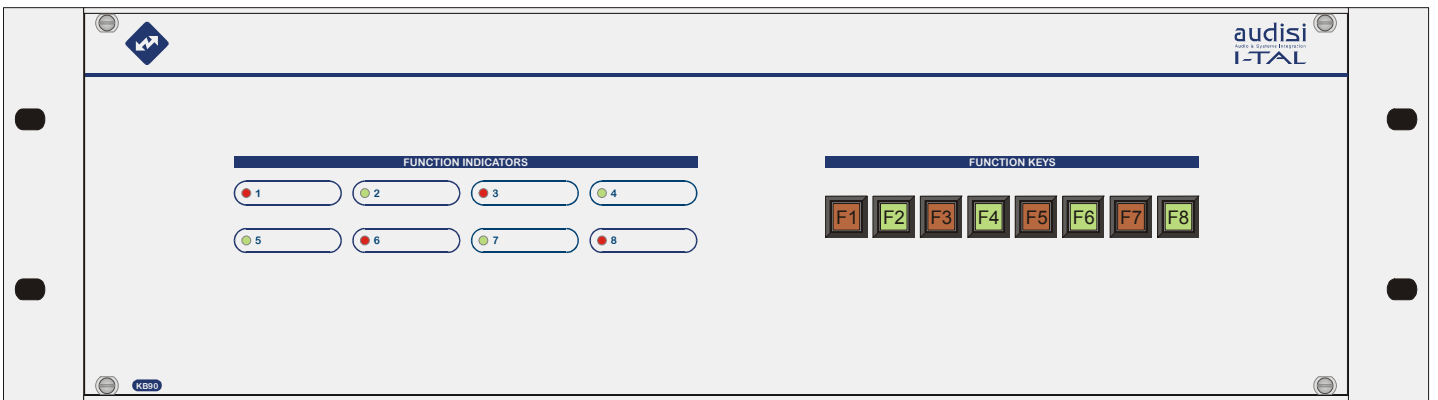 audisi
Audio & Systems Integration
I-TAL
FUNCTION INDICATORS
1 2 3 4
5 6 7 8
FUNCTION KEYS
F1 F2 F3 F4 F5 F6 F7 F8
KB90